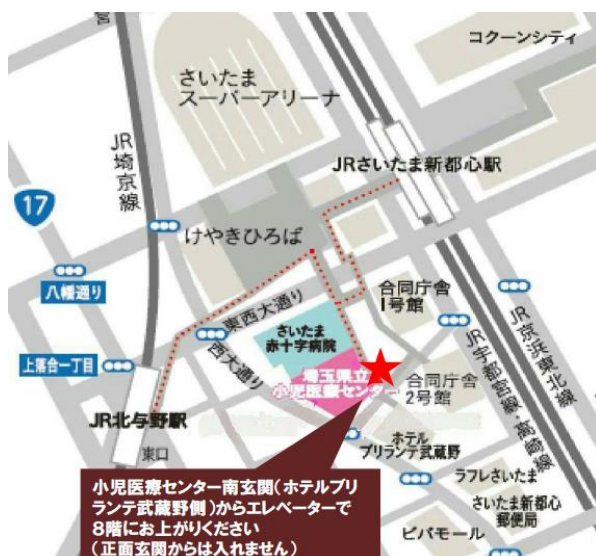 コクーンシティ
さいたま
スーパーアリーナ
JR埼京線
JRさいたま新都心駅
17
けやきひろば
八幡通り
合同庁舎
1号館
東西大通り
さいたま
赤十字病院
西大通り
上落合一丁目
埼玉県立
小児医療センター
合同庁舎
2号館
JR宇都宮線・高崎線
JR京浜東北線
JR北与野駅
東口
ホテル
ブリランテ武蔵野
ラフレさいたま
さいたま新都心
郵便局
ビバモール
小児医療センター南玄関(ホテルブリ
ランテ武蔵野側)からエレベーターで
8階にお上がりください
(正面玄関からは入れません)